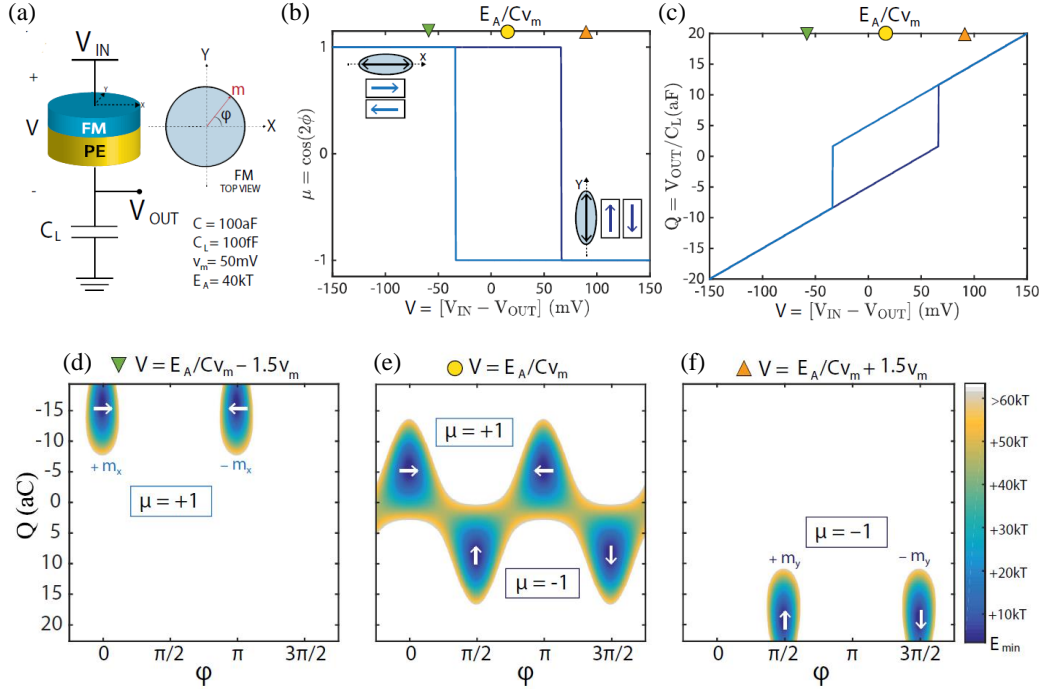 (a)
V_IN
+
V
-
Y
X
FM
PE
Y
m
φ
X
FM
TOP VIEW
V_OUT
C_L
C = 100aF
C_L = 100fF
v_m = 50mV
E_A = 40kT
(b)
E_A/Cv_m
μ = cos(2ϕ)
1
0
-1
X
Y
-150 -100 -50 0 50 100 150
V = [V_IN − V_OUT] (mV)
(c)
E_A/Cv_m
Q = V_OUT/C_L(aF)
20
15
10
5
0
-5
-10
-15
-20
-150 -100 -50 0 50 100 150
V = [V_IN − V_OUT] (mV)
(d)
V = E_A/Cv_m − 1.5v_m
Q (aC)
-15
-10
-5
0
5
10
15
20
+ m_x
− m_x
μ = +1
0 π/2 π 3π/2
φ
(e)
V = E_A/Cv_m
μ = +1
μ = -1
0 π/2 π 3π/2
φ
(f)
V = E_A/Cv_m + 1.5v_m
μ = −1
+ m_y
− m_y
0 π/2 π 3π/2
φ
>60kT
+50kT
+40kT
+30kT
+20kT
+10kT
E_min